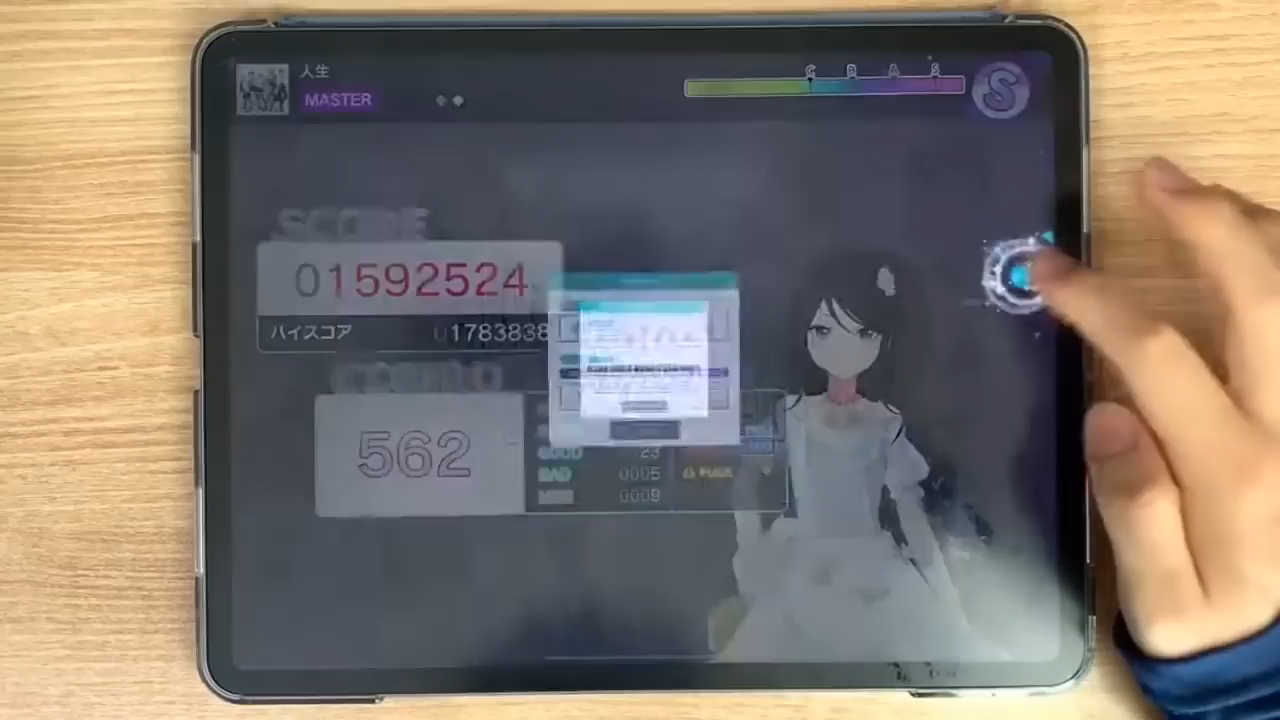 人生
MASTER
C B A S
S
SCORE
01592524
ハイスコア 01783838
COMBO
562
GOOD 23
BAD 0005
MISS 0009